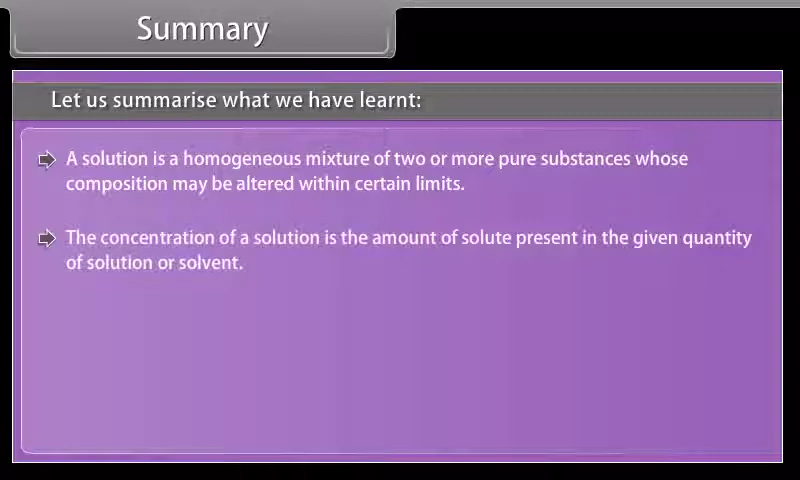 Summary
Let us summarise what we have learnt:
A solution is a homogeneous mixture of two or more pure substances whose
composition may be altered within certain limits.
The concentration of a solution is the amount of solute present in the given quantity
of solution or solvent.